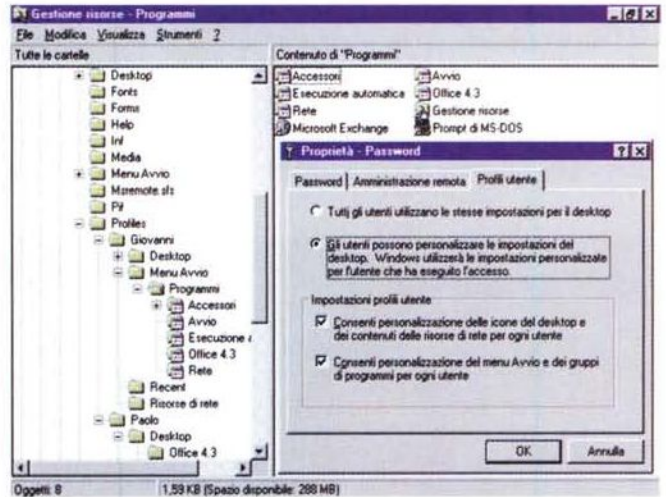 Gestione risorse - Programmi
File Modifica Visualizza Strumenti ?
Tutte le cartelle
Contenuto di "Programmi"
Desktop
Fonts
Forms
Help
Inf
Media
Menu Avvio
Msremote.sfs
Pif
Profiles
Giovanni
Desktop
Menu Avvio
Programmi
Accessori
Avvio
Esecuzione a
Office 4.3
Rete
Recent
Risorse di rete
Paolo
Desktop
Office 4.3
Accessori
Avvio
Esecuzione automatica
Office 4.3
Rete
Gestione risorse
Microsoft Exchange
Prompt di MS-DOS
Proprietà - Password
Password Amministrazione remota Profili utente
Tutti gli utenti utilizzano le stesse impostazioni per il desktop
Gli utenti possono personalizzare le impostazioni del
desktop. Windows utilizzerà le impostazioni personalizzate
per l'utente che ha eseguito l'accesso.
Impostazioni profili utente
Consenti personalizzazione delle icone del desktop e
dei contenuti delle risorse di rete per ogni utente
Consenti personalizzazione del menu Avvio e dei gruppi
di programmi per ogni utente
OK Annulla
Oggetti: 8
1,59 KB (Spazio disponibile: 288 MB)